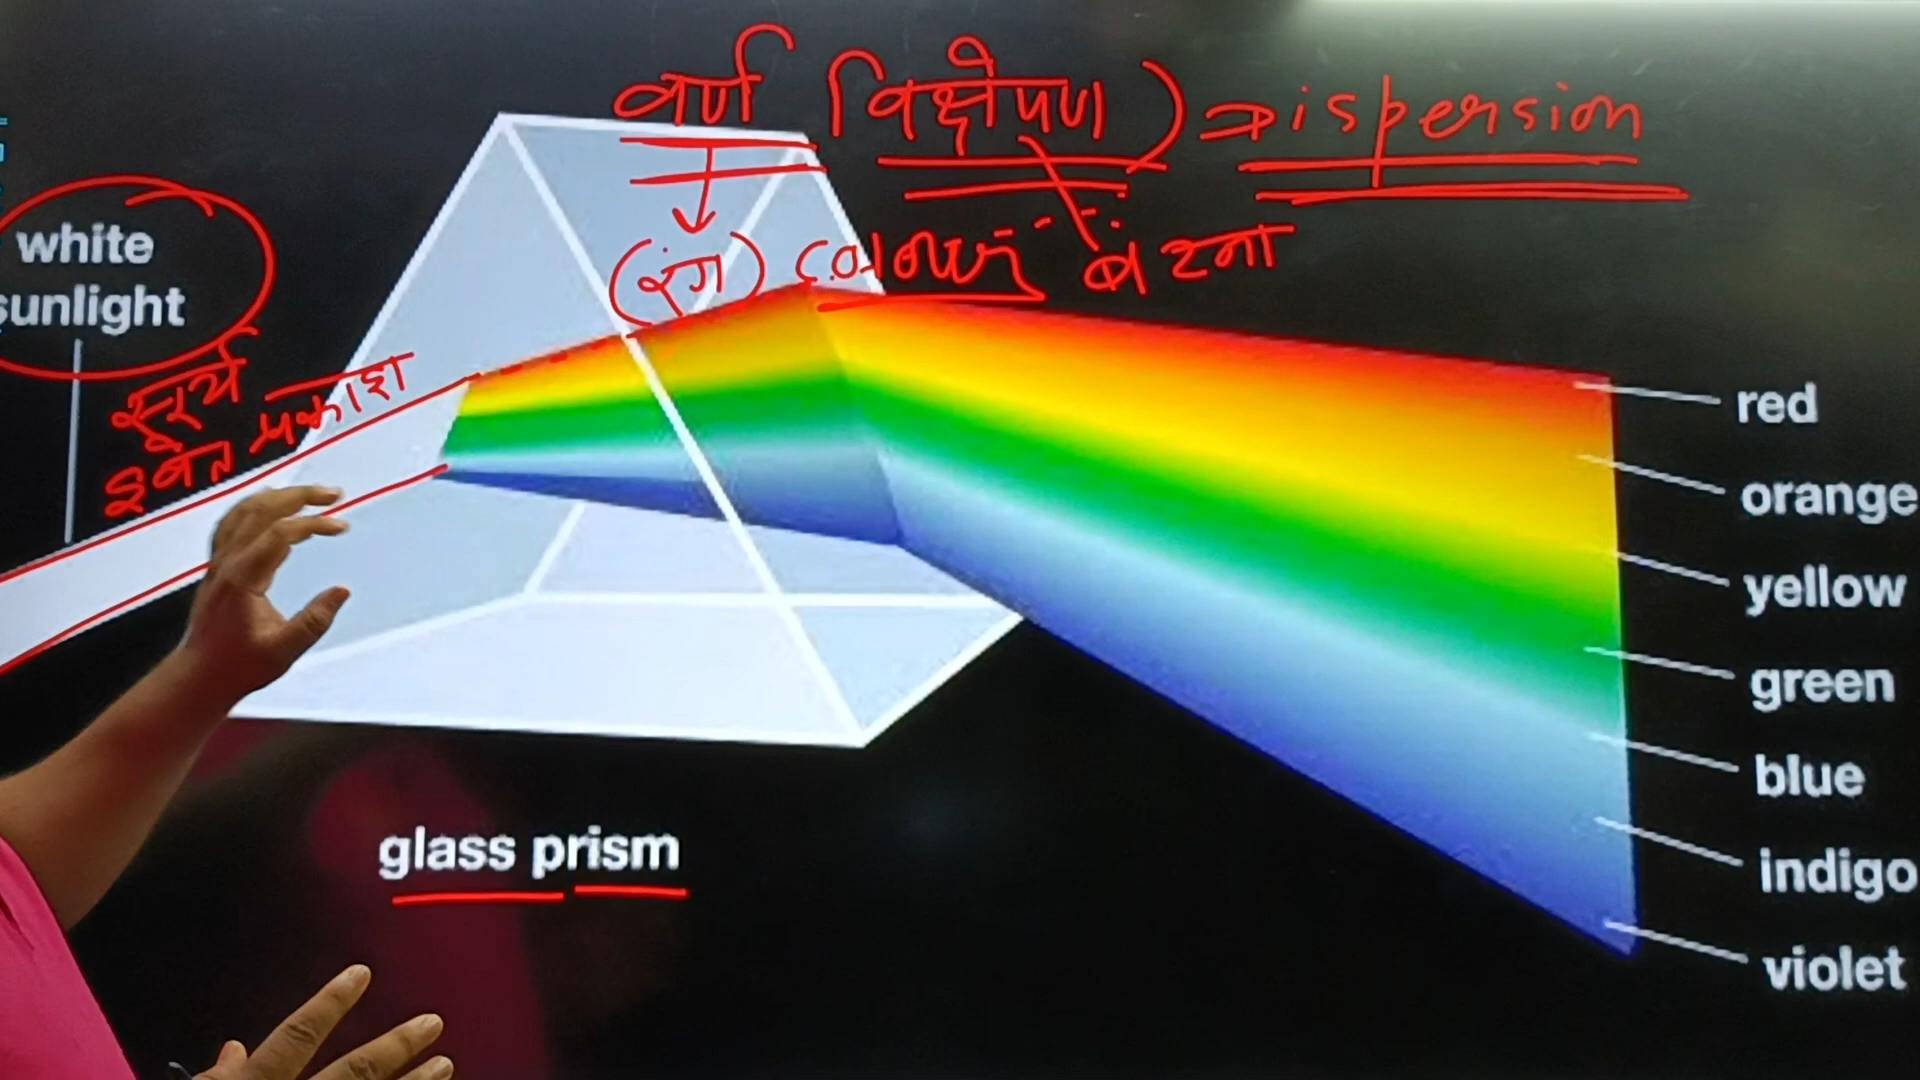 वर्ण (विक्षेपण) ⇒ Dispersion
(रंग) colour बंटना
white
sunlight
सूर्य
श्वेत प्रकाश
red
orange
yellow
green
blue
indigo
violet
glass prism